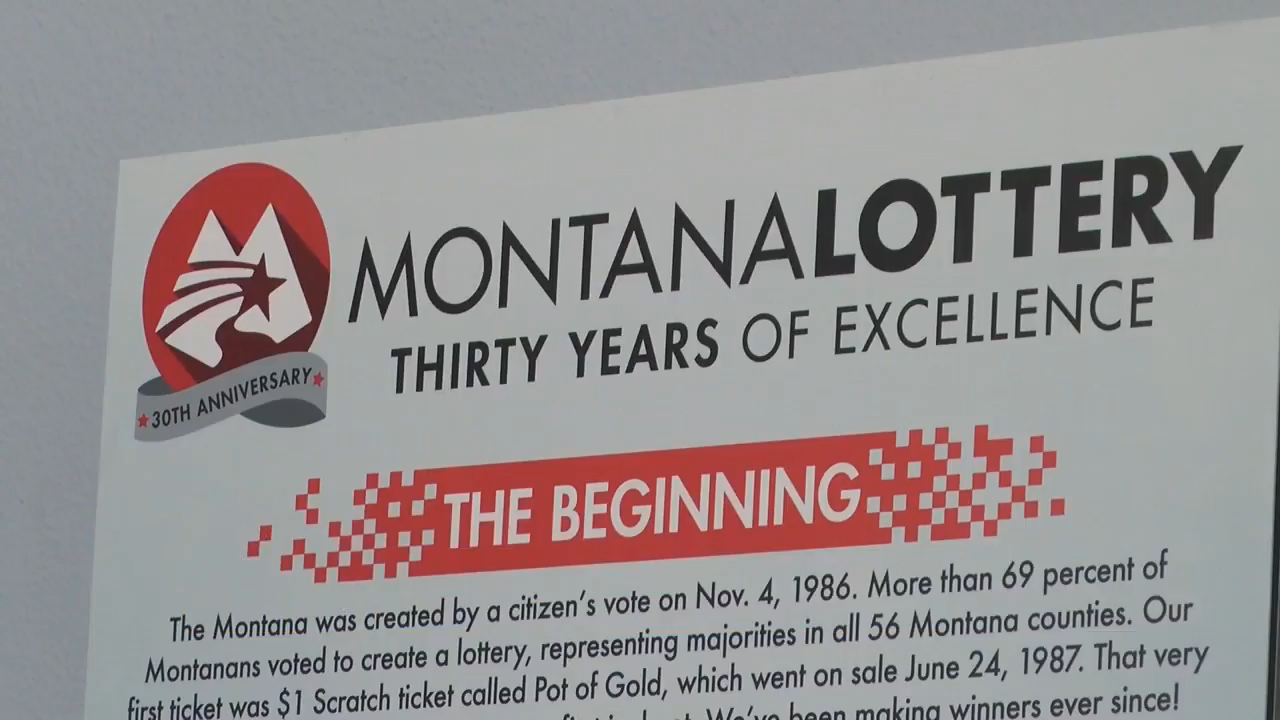 MONTANALOTTERY
THIRTY YEARS OF EXCELLENCE
30TH ANNIVERSARY
THE BEGINNING
The Montana was created by a citizen's vote on Nov. 4, 1986. More than 69 percent of
Montanans voted to create a lottery, representing majorities in all 56 Montana counties. Our
first ticket was $1 Scratch ticket called Pot of Gold, which went on sale June 24, 1987. That very
We've been making winners ever since!